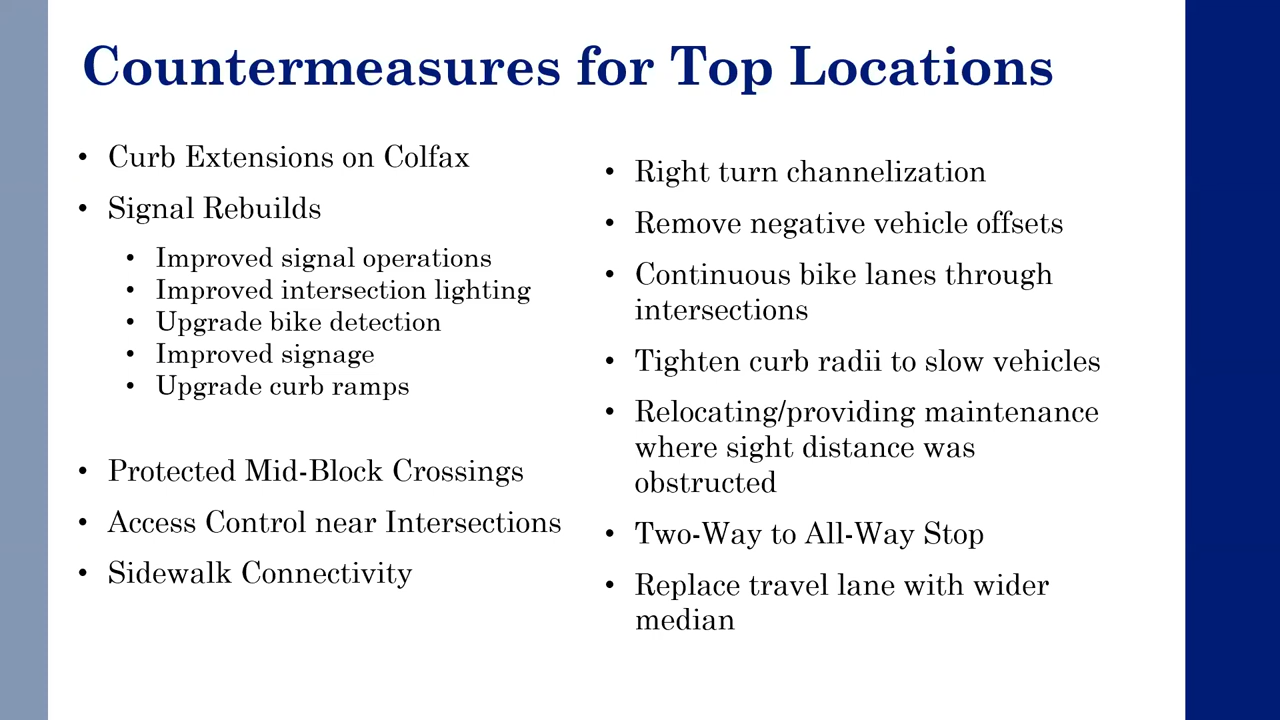 Countermeasures for Top Locations
• Curb Extensions on Colfax
• Signal Rebuilds
• Improved signal operations
• Improved intersection lighting
• Upgrade bike detection
• Improved signage
• Upgrade curb ramps
• Protected Mid-Block Crossings
• Access Control near Intersections
• Sidewalk Connectivity
• Right turn channelization
• Remove negative vehicle offsets
• Continuous bike lanes through
intersections
• Tighten curb radii to slow vehicles
• Relocating/providing maintenance
where sight distance was
obstructed
• Two-Way to All-Way Stop
• Replace travel lane with wider
median